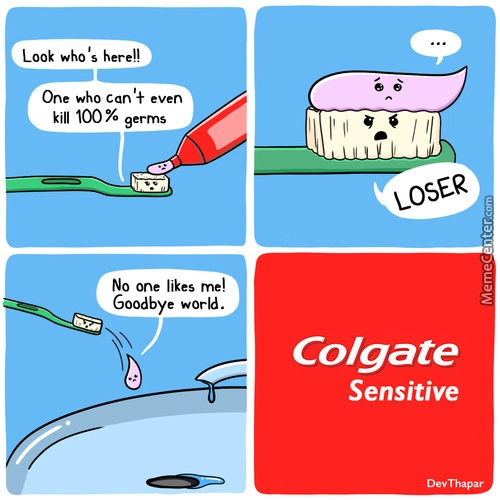 Look who's here!!
One who can't even
kill 100% germs
...
LOSER
No one likes me!
Goodbye world.
Colgate
Sensitive
DevThapar
MemeCenter.com